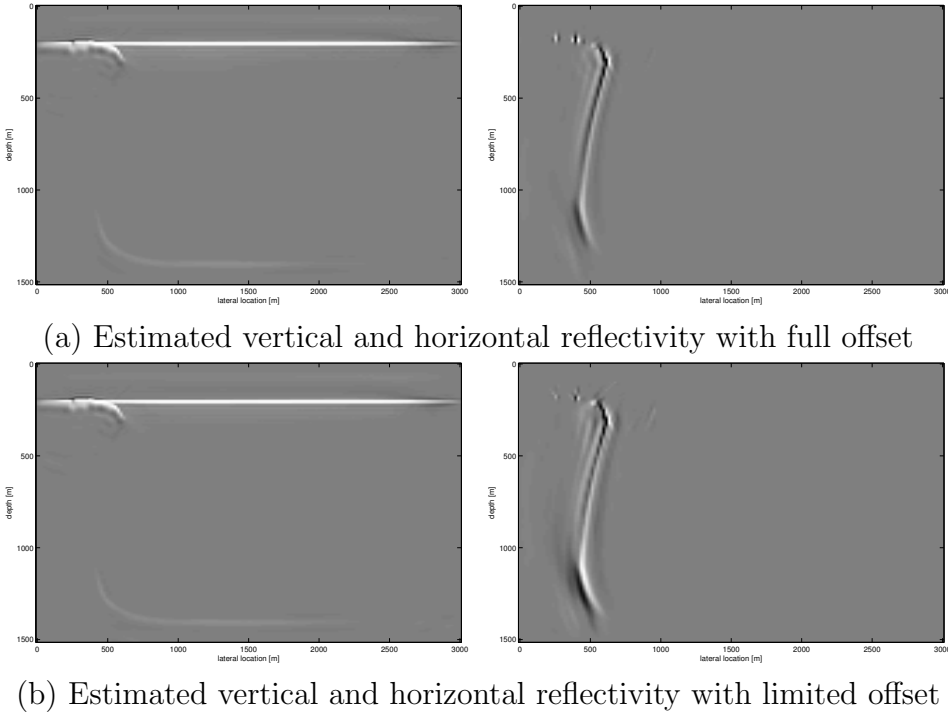 0
500
1000
1500
depth [m]
0 500 1000 1500 2000 2500 3000
lateral location [m]
0
500
1000
1500
depth [m]
0 500 1000 1500 2000 2500 3000
lateral location [m]
(a) Estimated vertical and horizontal reflectivity with full offset
0
500
1000
1500
depth [m]
0 500 1000 1500 2000 2500 3000
lateral location [m]
0
500
1000
1500
depth [m]
0 500 1000 1500 2000 2500 3000
lateral location [m]
(b) Estimated vertical and horizontal reflectivity with limited offset